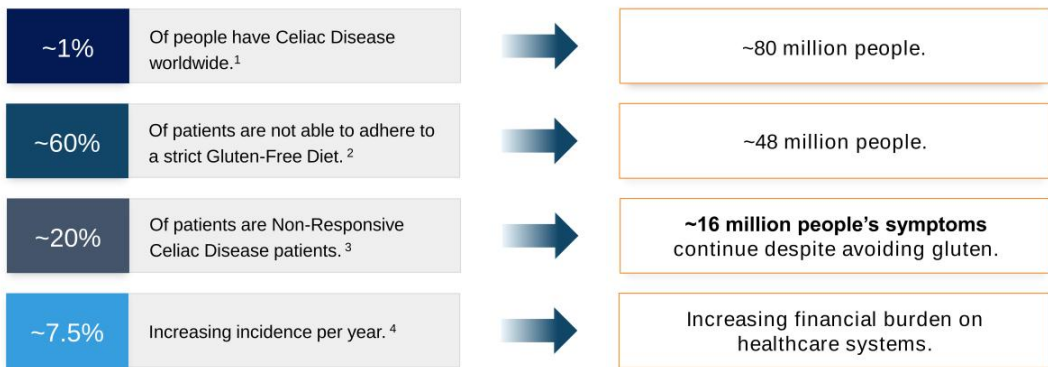 ~1%
Of people have Celiac Disease
worldwide.1
~80 million people.
~60%
Of patients are not able to adhere to
a strict Gluten-Free Diet. 2
~48 million people.
~20%
Of patients are Non-Responsive
Celiac Disease patients. 3
~16 million people’s symptoms
continue despite avoiding gluten.
~7.5%
Increasing incidence per year. 4
Increasing financial burden on
healthcare systems.